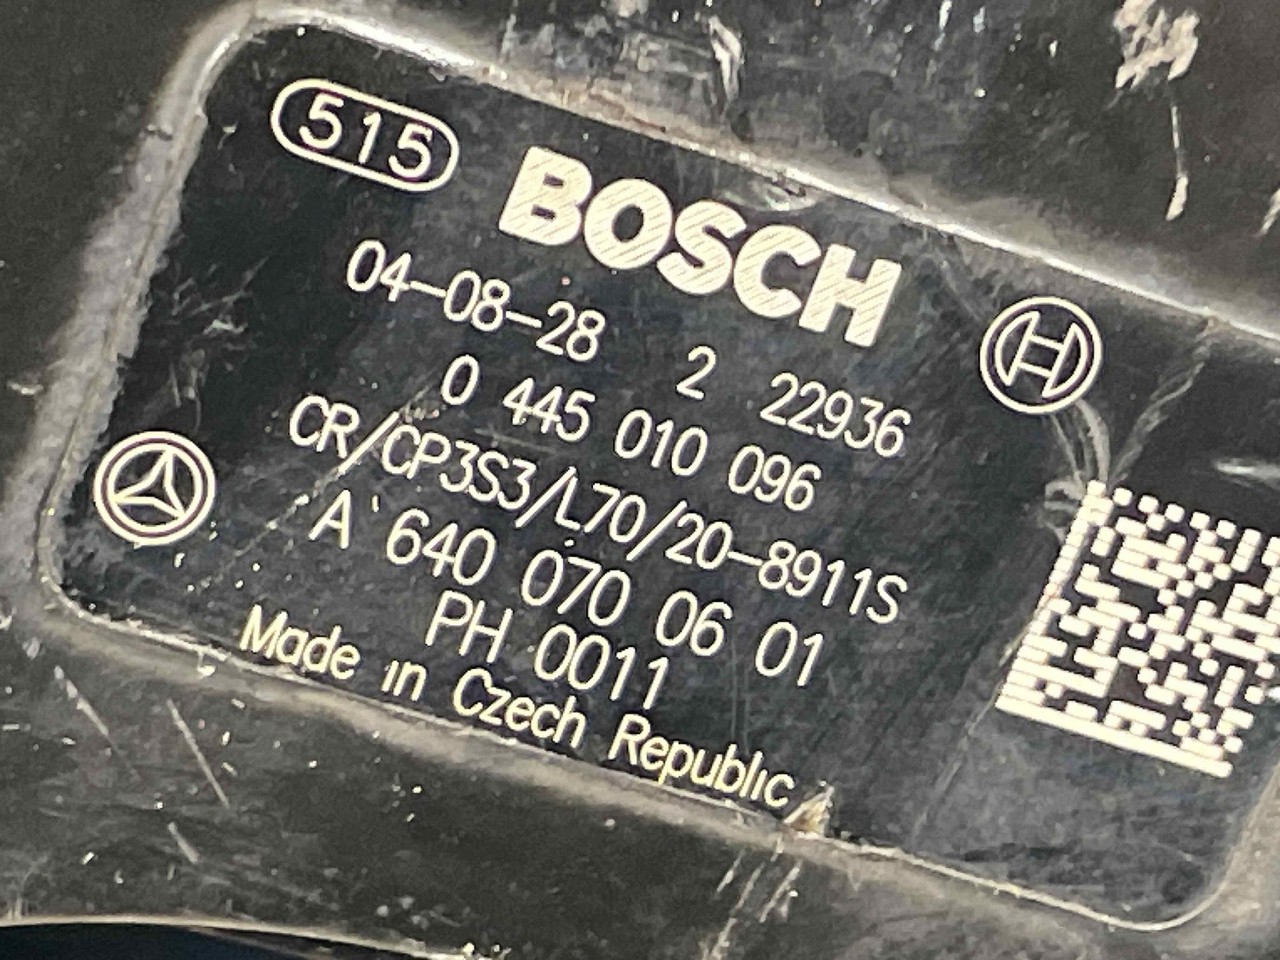 515
BOSCH
04-08-28 2 22936
0 445 010 096
CR/CP3S3/L70/20-8911S
A 640 070 06 01
PH 0011
Made in Czech Republic